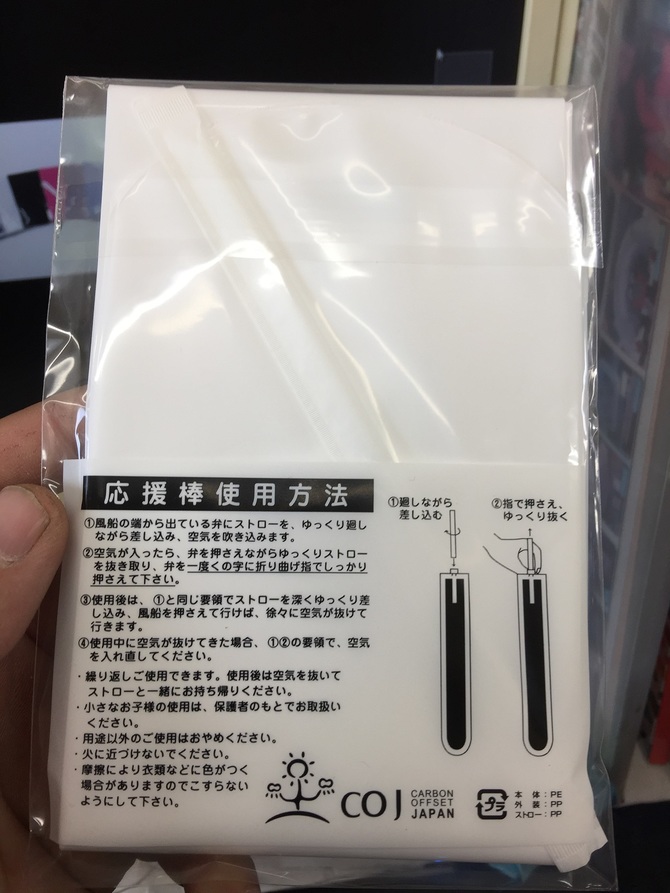 応援棒使用方法
①風船の端から出ている弁にストローを、ゆっくり廻し
ながら差し込み、空気を吹き込みます。
②空気が入ったら、弁を押さえながらゆっくりストロー
を抜き取り、弁を一度くの字に折り曲げ指でしっかり
押さえて下さい。
③使用後は、①と同じ要領でストローを深くゆっくり差
し込み、風船を押さえて行けば、徐々に空気が抜けて
行きます。
④使用中に空気が抜けてきた場合、①②の要領で、空気
を入れ直してください。
・繰り返しご使用できます。使用後は空気を抜いて
ストローと一緒にお持ち帰りください。
・小さなお子様の使用は、保護者のもとでお取扱い
ください。
・用途以外のご使用はおやめください。
・火に近づけないでください。
・摩擦により衣類などに色がつく
場合がありますのでこすらない
ようにして下さい。
①廻しながら
差し込む
②指で押さえ、
ゆっくり抜く
COJ
CARBON
OFFSET
JAPAN
プラ
本 体:PE
外 装:PP
ストロー:PP